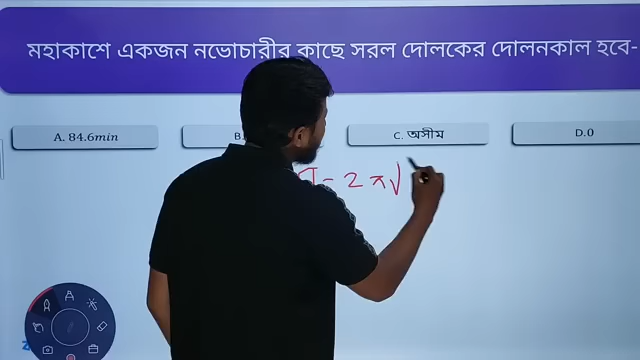 মহাকাশে একজন নভোচারীর কাছে সরল দোলকের দোলনকাল হবে-
A. 84.6min
B.
C. অসীম
D.0
T = 2π√